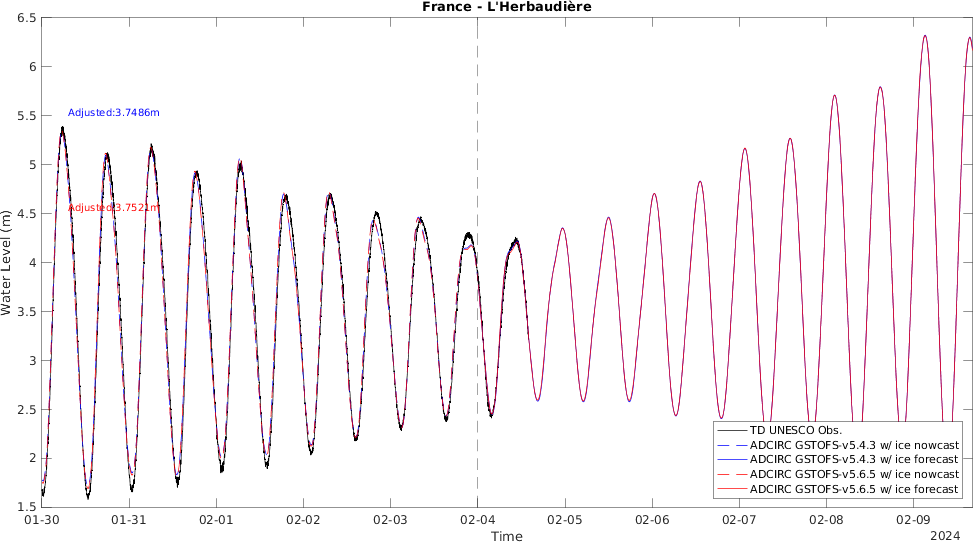 France - L'Herbaudière
6.5
6
5.5
5
4.5
4
3.5
3
2.5
2
1.5
Water Level (m)
Adjusted:3.7486m
Adjusted:3.7521m
TD UNESCO Obs.
ADCIRC GSTOFS-v5.4.3 w/ ice nowcast
ADCIRC GSTOFS-v5.4.3 w/ ice forecast
ADCIRC GSTOFS-v5.6.5 w/ ice nowcast
ADCIRC GSTOFS-v5.6.5 w/ ice forecast
01-30 01-31 02-01 02-02 02-03 02-04 02-05 02-06 02-07 02-08 02-09
Time
2024